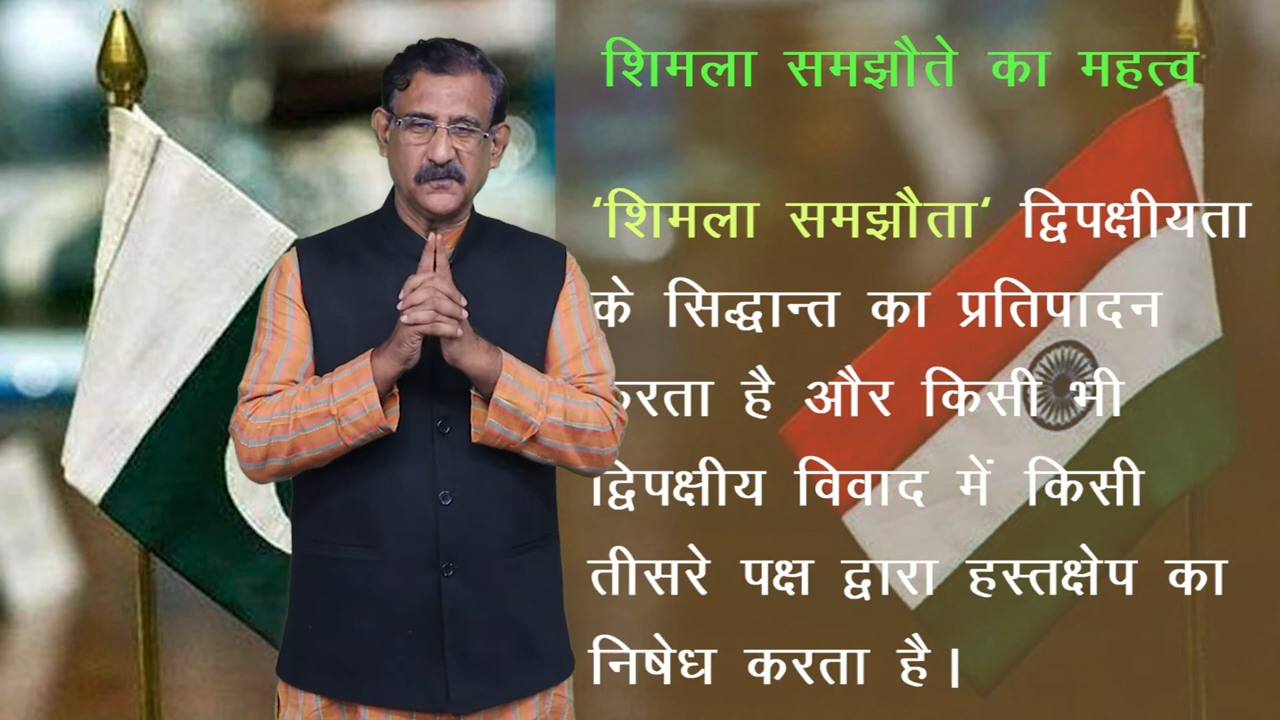 शिमला समझौते का महत्व
‘शिमला समझौता‘ द्विपक्षीयता
के सिद्धान्त का प्रतिपादन
करता है और किसी भी
द्विपक्षीय विवाद में किसी
तीसरे पक्ष द्वारा हस्तक्षेप का
निषेध करता है।